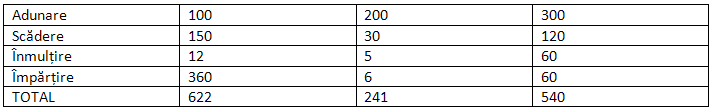 Adunare 100 200 300
Scădere 150 30 120
Înmulțire 12 5 60
Împărțire 360 6 60
TOTAL 622 241 540